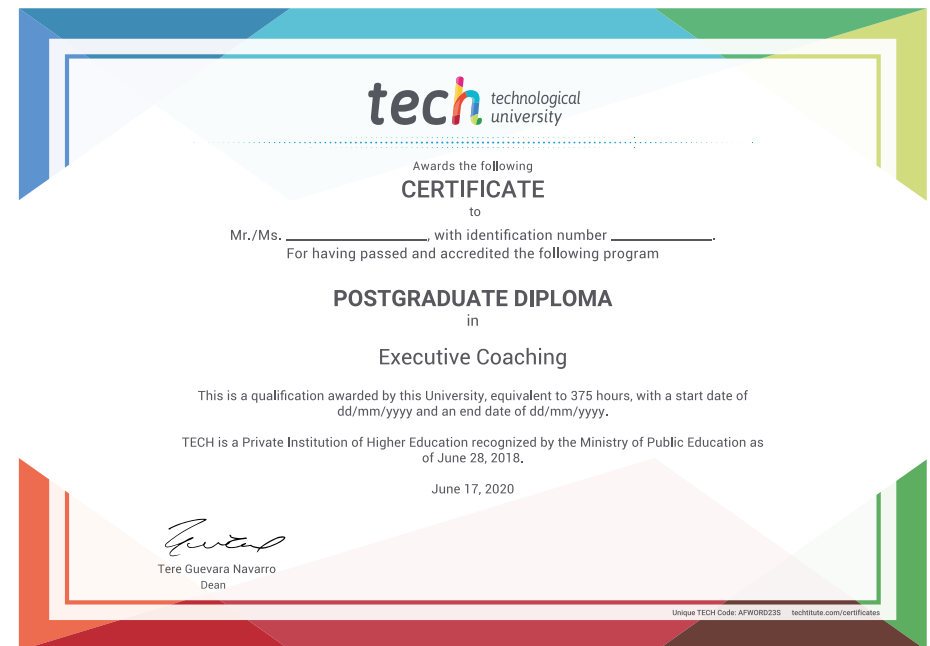 tech technological
university
Awards the following
CERTIFICATE
to
Mr./Ms. ____________________, with identification number ______________.
For having passed and accredited the following program
POSTGRADUATE DIPLOMA
in
Executive Coaching
This is a qualification awarded by this University, equivalent to 375 hours, with a start date of
dd/mm/yyyy and an end date of dd/mm/yyyy.
TECH is a Private Institution of Higher Education recognized by the Ministry of Public Education as
of June 28, 2018.
June 17, 2020
Tere Guevara Navarro
Dean
Unique TECH Code: AFWORD23S techtitute.com/certificates